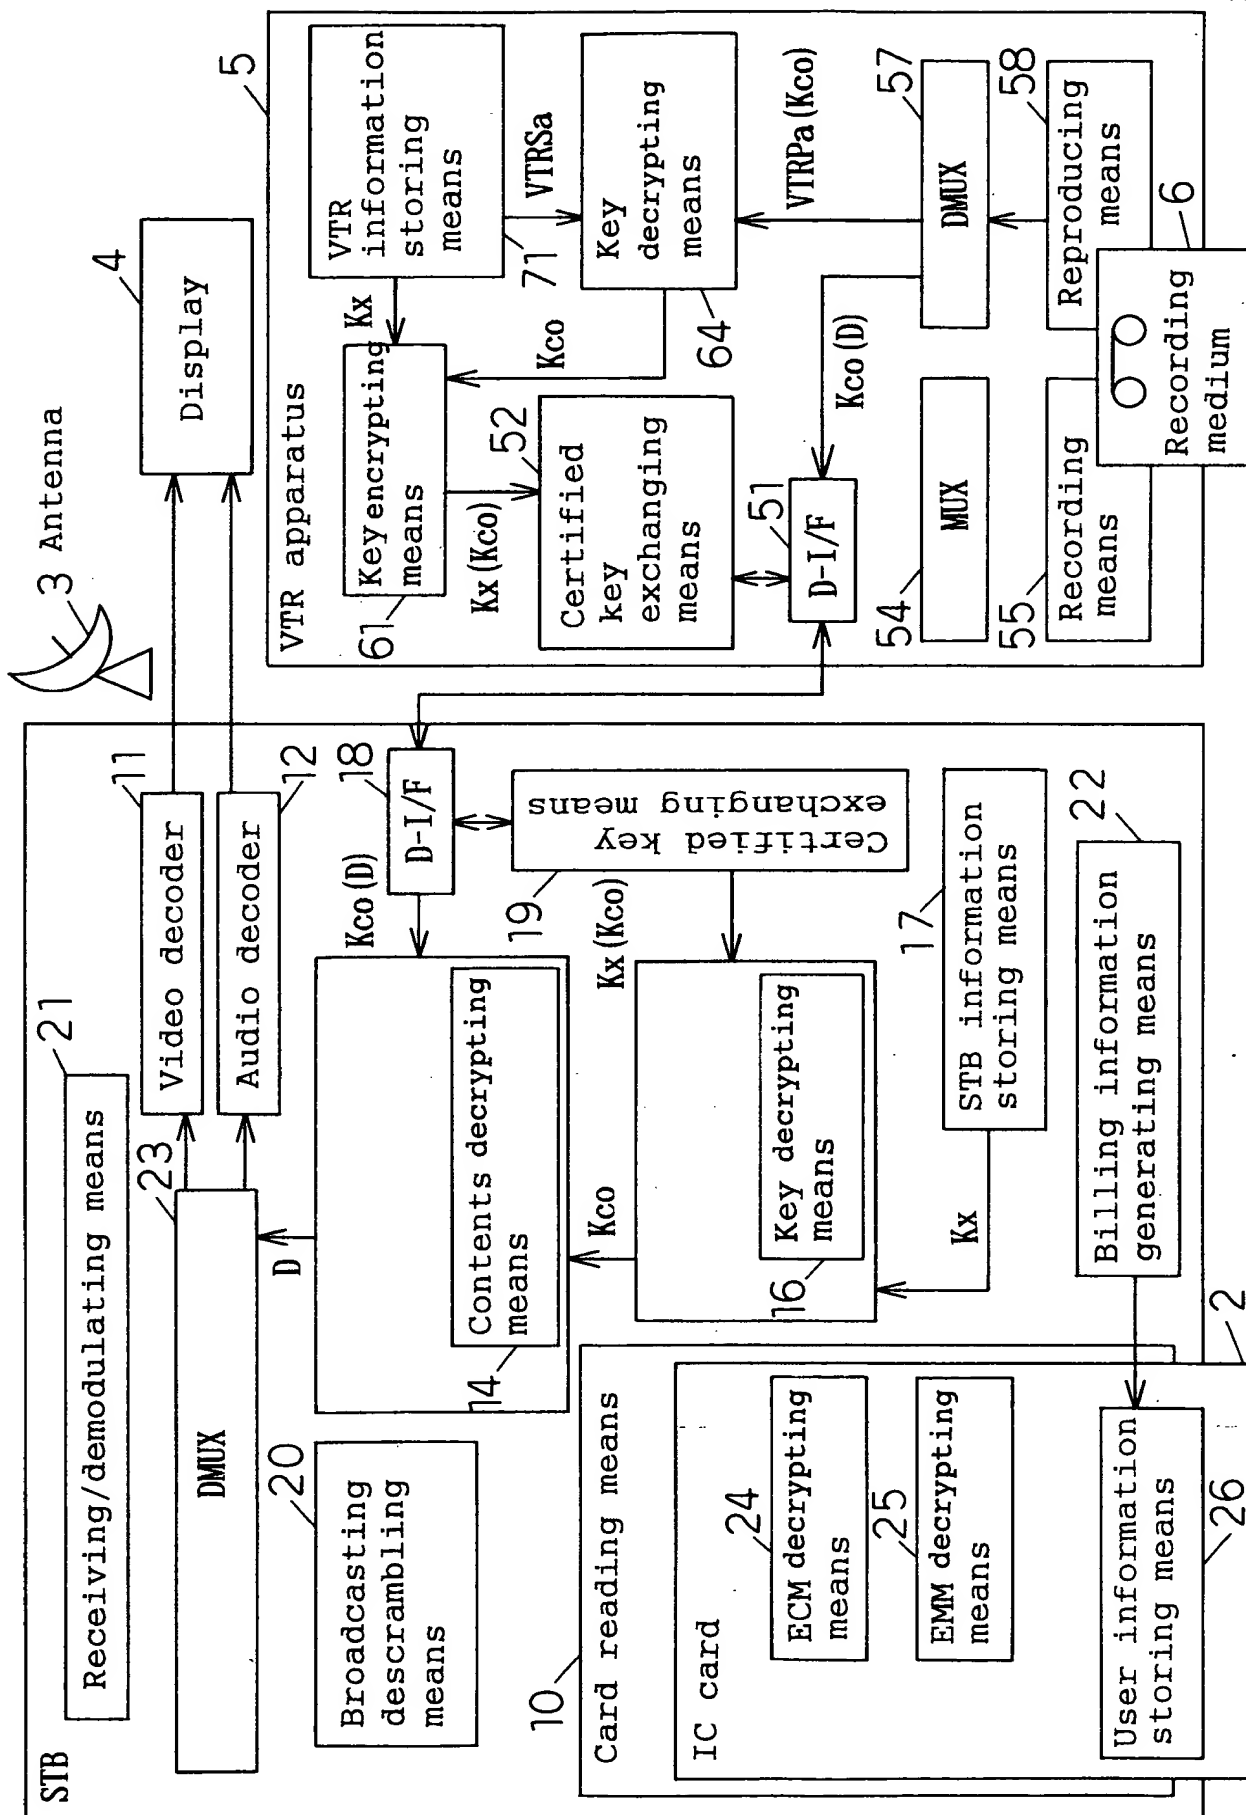 STB
Receiving/demodulating means
21
DMUX
23
Video decoder
11
Audio decoder
12
3 Antenna
Display
4
Broadcasting
descrambling
means
20
D
Contents decrypting
means
14
Kco(D)
D-I/F
18
Certified key
exchanging means
19
Kx(Kco)
Kco
Key decrypting
means
16
STB information
storing means
17
Kx
Billing information
generating means
22
Card reading means
10
IC card
2
ECM decrypting
means
24
EMM decrypting
means
25
User information
storing means
26
VTR apparatus
5
VTR
information
storing
means
71
Kx
VTRSa
Key encrypting
means
61
Kco
Key
decrypting
means
64
Kx(Kco)
Certified
key
exchanging
means
52
VTRPa(Kco)
D-I/F
51
Kco(D)
MUX
54
DMUX
57
Recording
means
55
Reproducing
means
58
Recording
medium
6